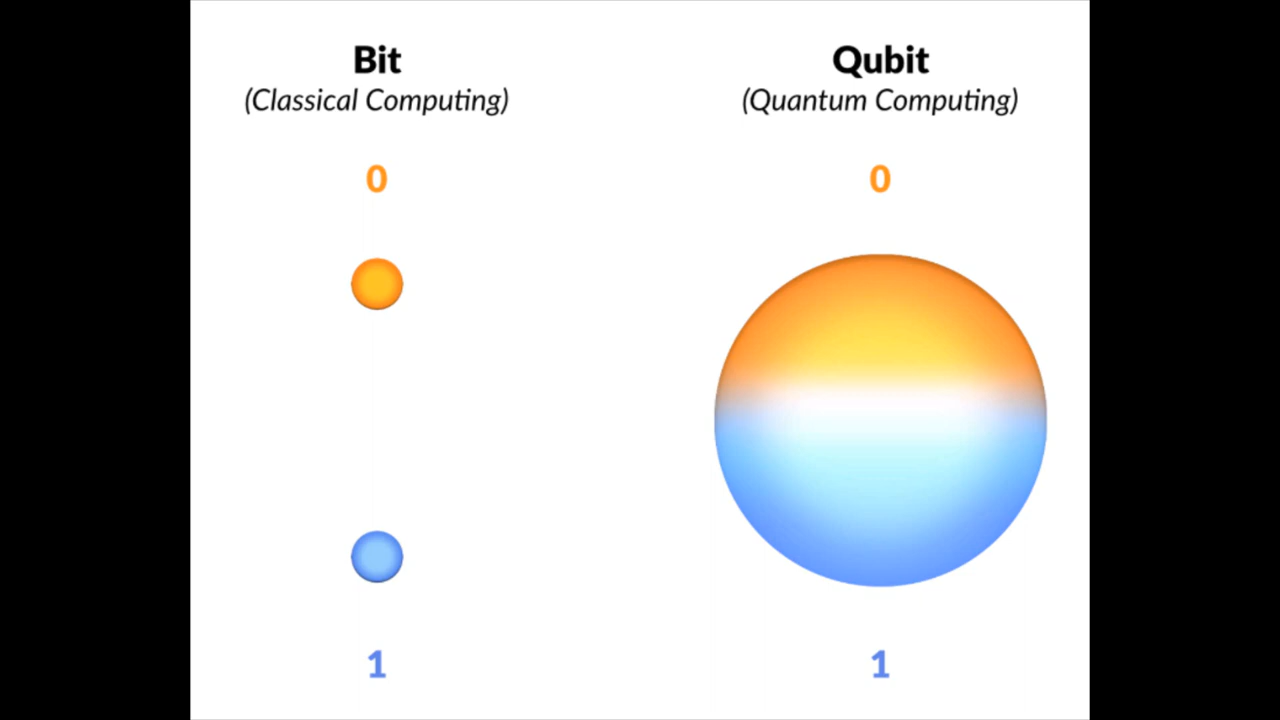 Bit
(Classical Computing)
0
1
Qubit
(Quantum Computing)
0
1